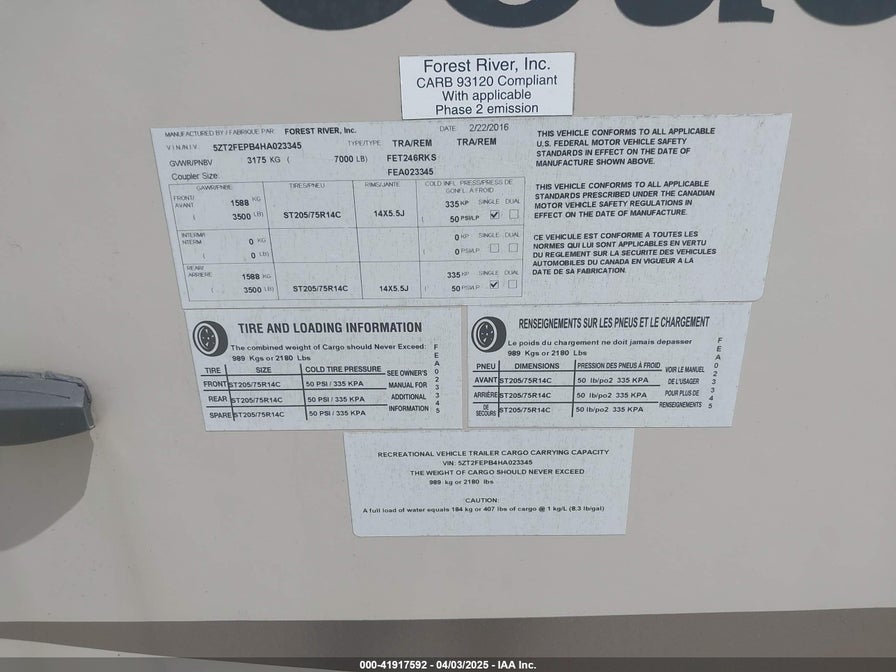 Forest River, Inc.
CARB 93120 Compliant
With applicable
Phase 2 emission
MANUFACTURED BY / FABRIQUE PAR: FOREST RIVER, Inc. DATE: 2/22/2016
V I N / N I V: 5ZT2FEPB4HA023345 TYPE/TYPE: TRA/REM TRA/REM
GVWR/PNBV 3175 KG ( 7000 LB) FET246RKS
Coupler Size: FEA023345
GAWR/PNBE TIRES/PNEU RIMS/JANTE COLD INFL. PRESS/PRESS DE GONFL. A FROID
FRONT/ AVANT 1588 KG 335 KP SINGLE DUAL
( 3500 LB) ST205/75R14C 14X5.5J ( 50 PSI/LP
INTERM/ INTERM 0 KG 0 KP SINGLE DUAL
( 0 LB) ( 0 PSI/LP
REAR/ ARRIERE 1588 KG 335 KP SINGLE DUAL
( 3500 LB) ST205/75R14C 14X5.5J ( 50 PSI/LP
THIS VEHICLE CONFORMS TO ALL APPLICABLE
U.S. FEDERAL MOTOR VEHICLE SAFETY
STANDARDS IN EFFECT ON THE DATE OF
MANUFACTURE SHOWN ABOVE.
THIS VEHICLE CONFORMS TO ALL APPLICABLE
STANDARDS PRESCRIBED UNDER THE CANADIAN
MOTOR VEHICLE SAFETY REGULATIONS IN
EFFECT ON THE DATE OF MANUFACTURE.
CE VEHICULE EST CONFORME A TOUTES LES
NORMES QUI LUI SONT APPLICABLES EN VERTU
DU REGLEMENT SUR LA SECURITE DES VEHICULES
AUTOMOBILES DU CANADA EN VIGUEUR A LA
DATE DE SA FABRICATION.
TIRE AND LOADING INFORMATION
The combined weight of Cargo should Never Exceed:
989 Kgs or 2180 Lbs
TIRE SIZE COLD TIRE PRESSURE
FRONT ST205/75R14C 50 PSI / 335 KPA
REAR ST205/75R14C 50 PSI / 335 KPA
SPARE ST205/75R14C 50 PSI / 335 KPA
SEE OWNER'S
MANUAL FOR
ADDITIONAL
INFORMATION
FEA023345
RENSEIGNEMENTS SUR LES PNEUS ET LE CHARGEMENT
Le poids du chargement ne doit jamais depasser
989 Kgs or 2180 Lbs
PNEU DIMENSIONS PRESSION DES PNEUS À FROID
AVANT ST205/75R14C 50 lb/po2 335 KPA
ARRIÈRE ST205/75R14C 50 lb/po2 335 KPA
DE SECOURS ST205/75R14C 50 lb/po2 335 KPA
VOIR LE MANUEL
DE L'USAGER
POUR PLUS DE
RENSEIGNEMENTS
FEA023345
RECREATIONAL VEHICLE TRAILER CARGO CARRYING CAPACITY
VIN: 5ZT2FEPB4HA023345
THE WEIGHT OF CARGO SHOULD NEVER EXCEED
989 kg or 2180 lbs
CAUTION:
A full load of water equals 184 kg or 407 lbs of cargo @ 1 kg/L (8.3 lb/gal)
000-41917592 - 04/03/2025 - IAA Inc.